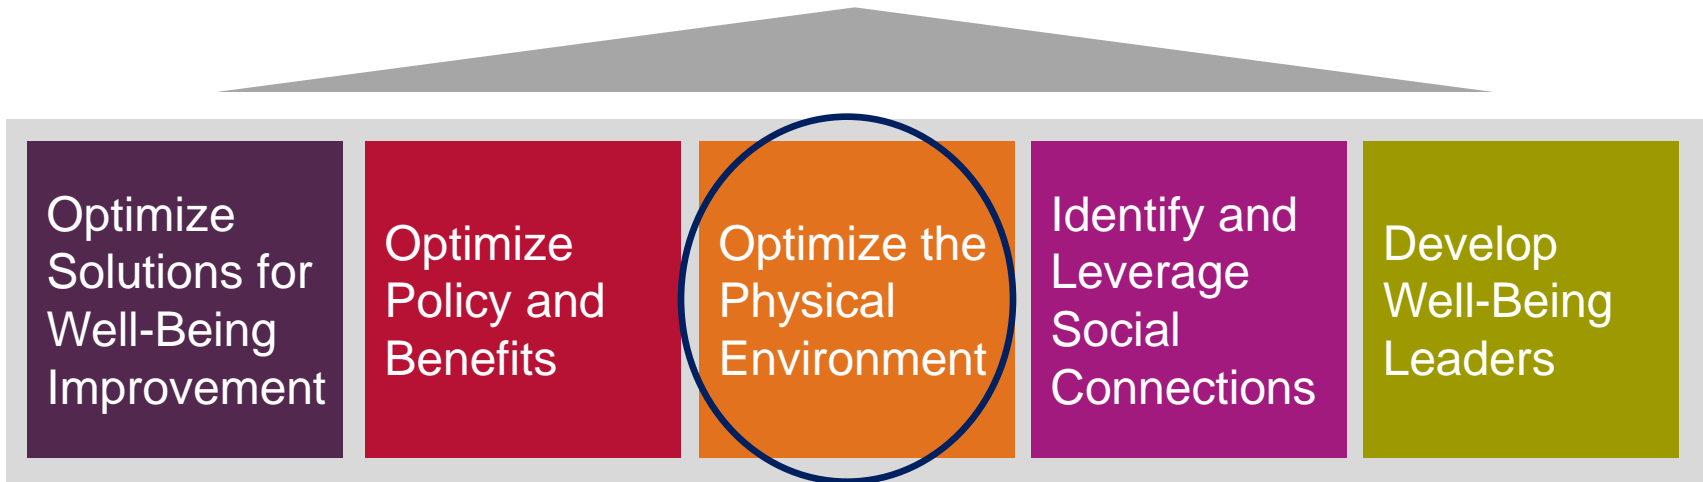 Optimize
Solutions for
Well-Being
Improvement
Optimize
Policy and
Benefits
Optimize the
Physical
Environment
Identify and
Leverage
Social
Connections
Develop
Well-Being
Leaders